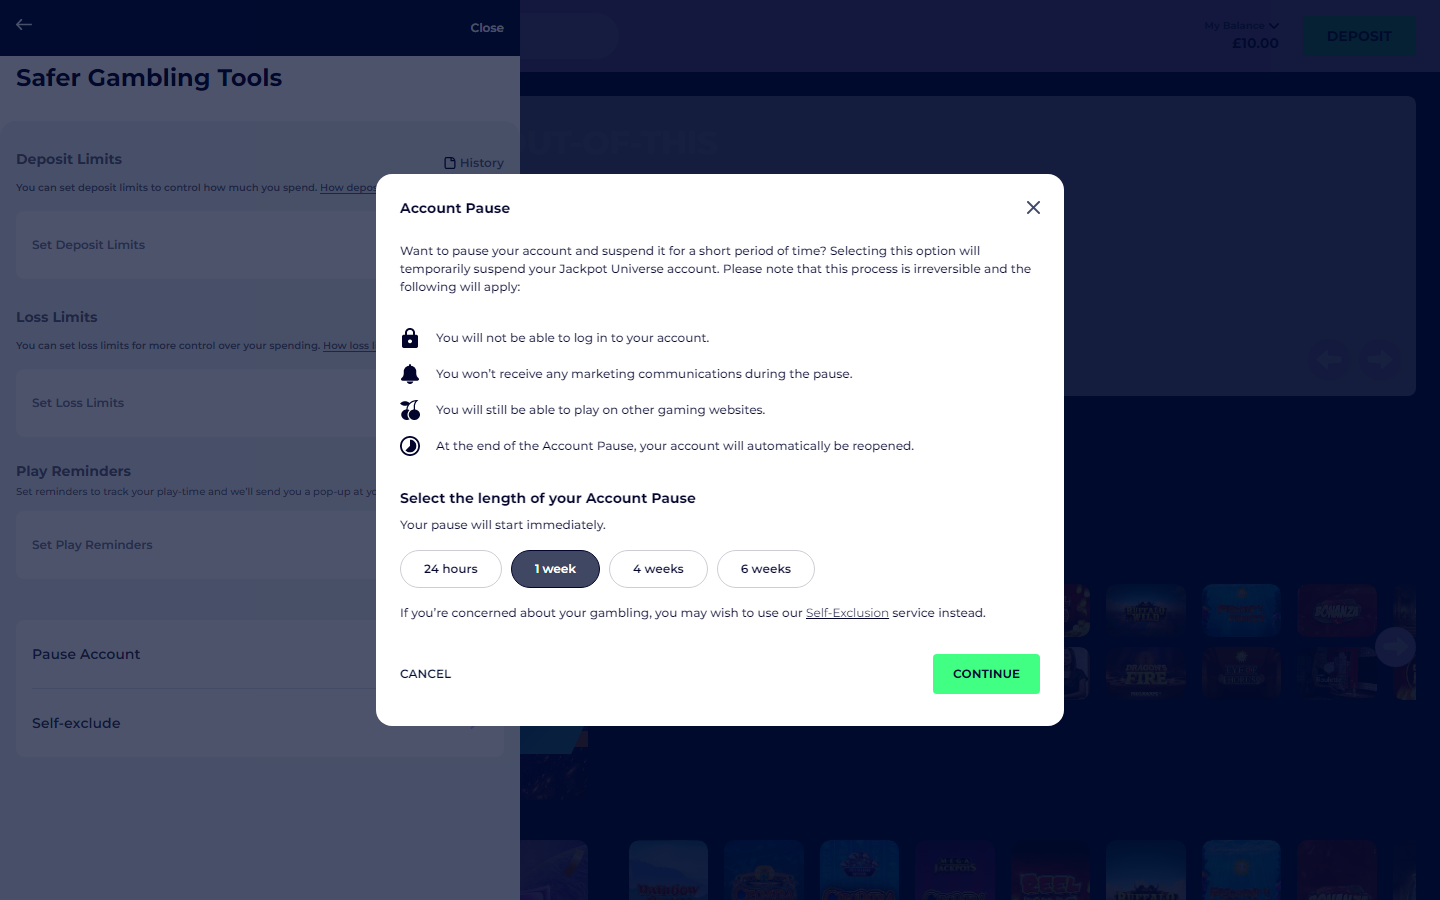 Close
My Balance
£10.00
DEPOSIT
Safer Gambling Tools
UT-OF-THIS
Deposit Limits
History
You can set deposit limits to control how much you spend. How depos
Set Deposit Limits
Loss Limits
You can set loss limits for more control over your spending. How loss l
Set Loss Limits
Play Reminders
Set reminders to track your play-time and we'll send you a pop-up at yo
Set Play Reminders
Pause Account
Self-exclude
Account Pause
Want to pause your account and suspend it for a short period of time? Selecting this option will
temporarily suspend your Jackpot Universe account. Please note that this process is irreversible and the
following will apply:
You will not be able to log in to your account.
You won't receive any marketing communications during the pause.
You will still be able to play on other gaming websites.
At the end of the Account Pause, your account will automatically be reopened.
Select the length of your Account Pause
Your pause will start immediately.
24 hours
1 week
4 weeks
6 weeks
If you're concerned about your gambling, you may wish to use our Self-Exclusion service instead.
CANCEL
CONTINUE
BONANZA
FIRE
REEL